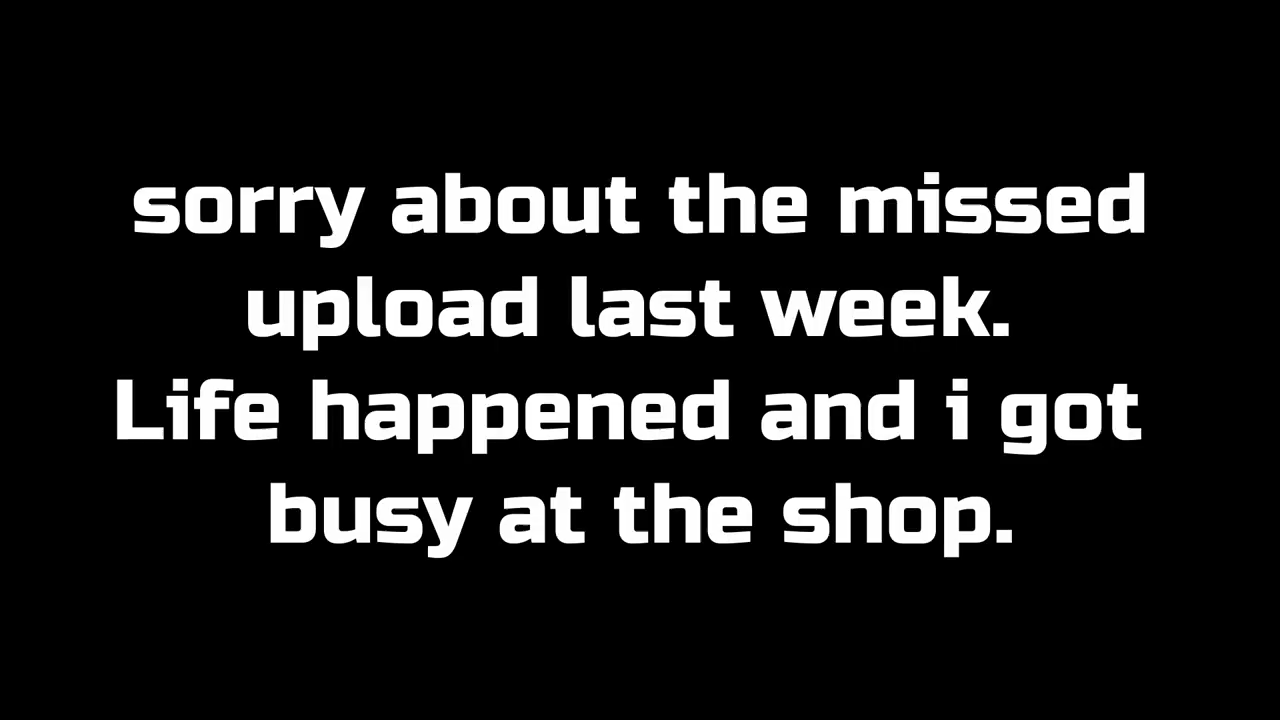 sorry about the missed
upload last week.
Life happened and i got
busy at the shop.